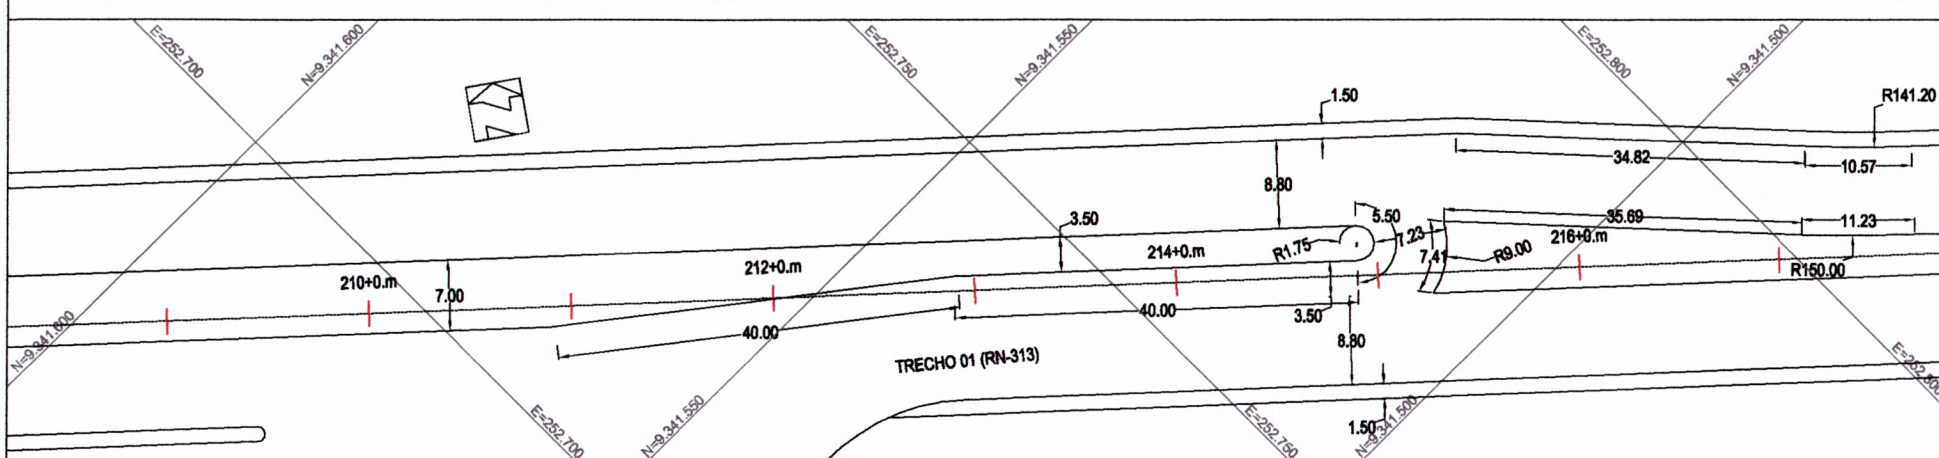 E=252.700
N=9.341.600
E=252.750
N=9.341.550
E=252.800
N=9.341.500
1.50
R141.20
34.82
10.57
8.80
3.50
5.50
35.69
11.23
R1.75
7.23
7.41
R9.00
216+0.m
R150.00
214+0.m
212+0.m
210+0.m
7.00
N=9.341.600
40.00
40.00
3.50
8.80
TRECHO 01 (RN-313)
E=252.700
N=9.341.550
E=252.750
1.50
N=9.341.500
E=252.800
N